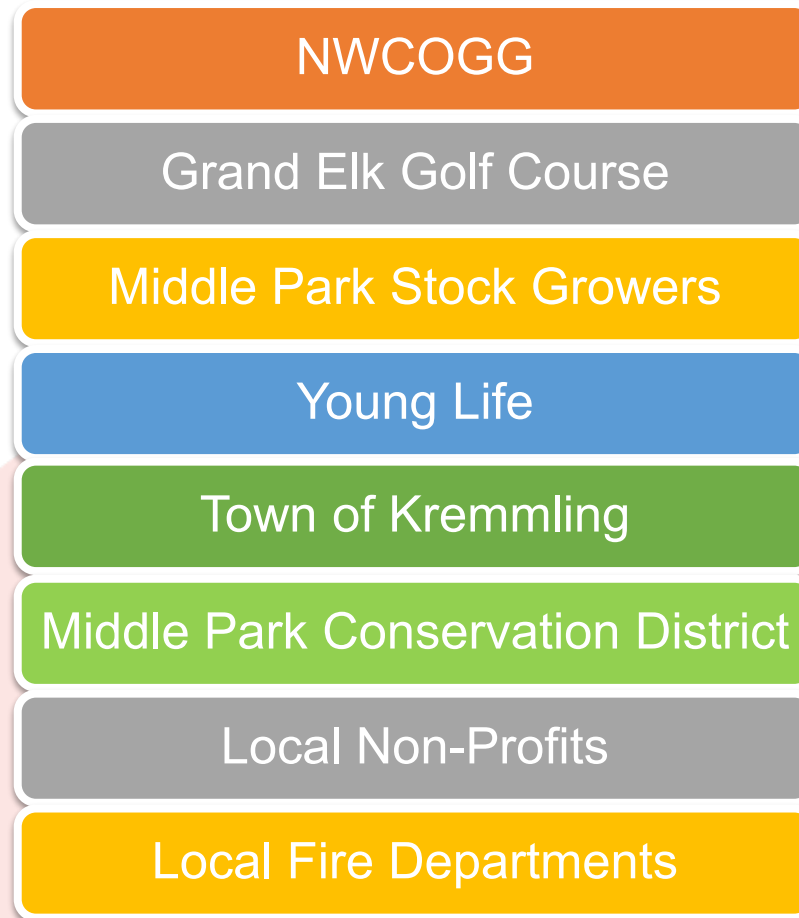 NWCOGG
Grand Elk Golf Course
Middle Park Stock Growers
Young Life
Town of Kremmling
Middle Park Conservation District
Local Non-Profits
Local Fire Departments